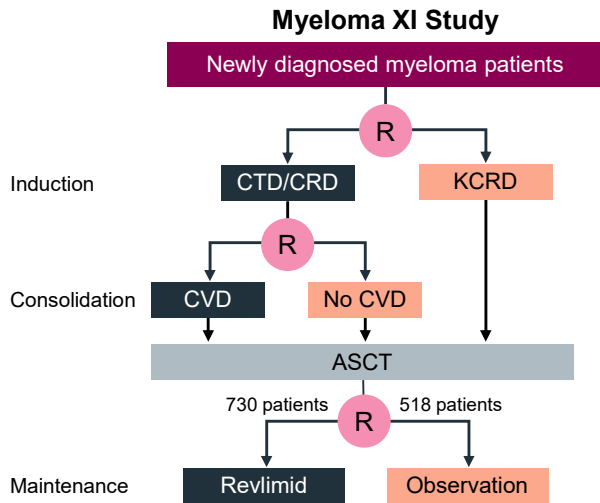 Myeloma XI Study
Newly diagnosed myeloma patients
R
Induction
CTD/CRD
KCRD
R
Consolidation
CVD
No CVD
ASCT
730 patients
518 patients
R
Maintenance
Revlimid
Observation